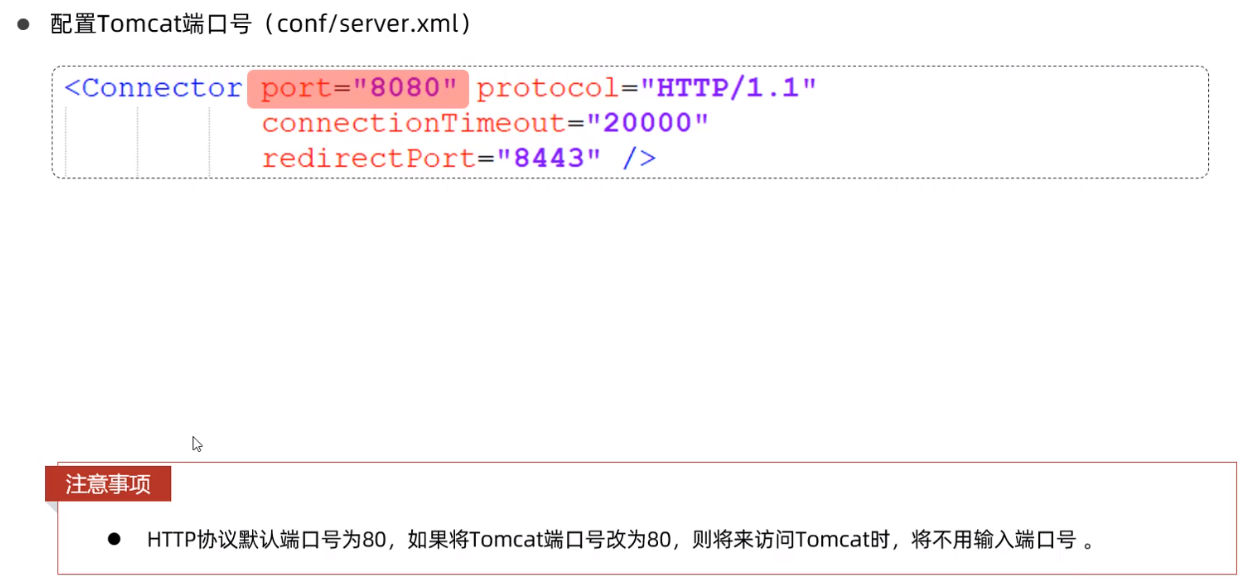 ● 配置Tomcat端口号（conf/server.xml）
<Connector port="8080" protocol="HTTP/1.1"
connectionTimeout="20000"
redirectPort="8443" />
注意事项
● HTTP协议默认端口号为80，如果将Tomcat端口号改为80，则将来访问Tomcat时，将不用输入端口号 。